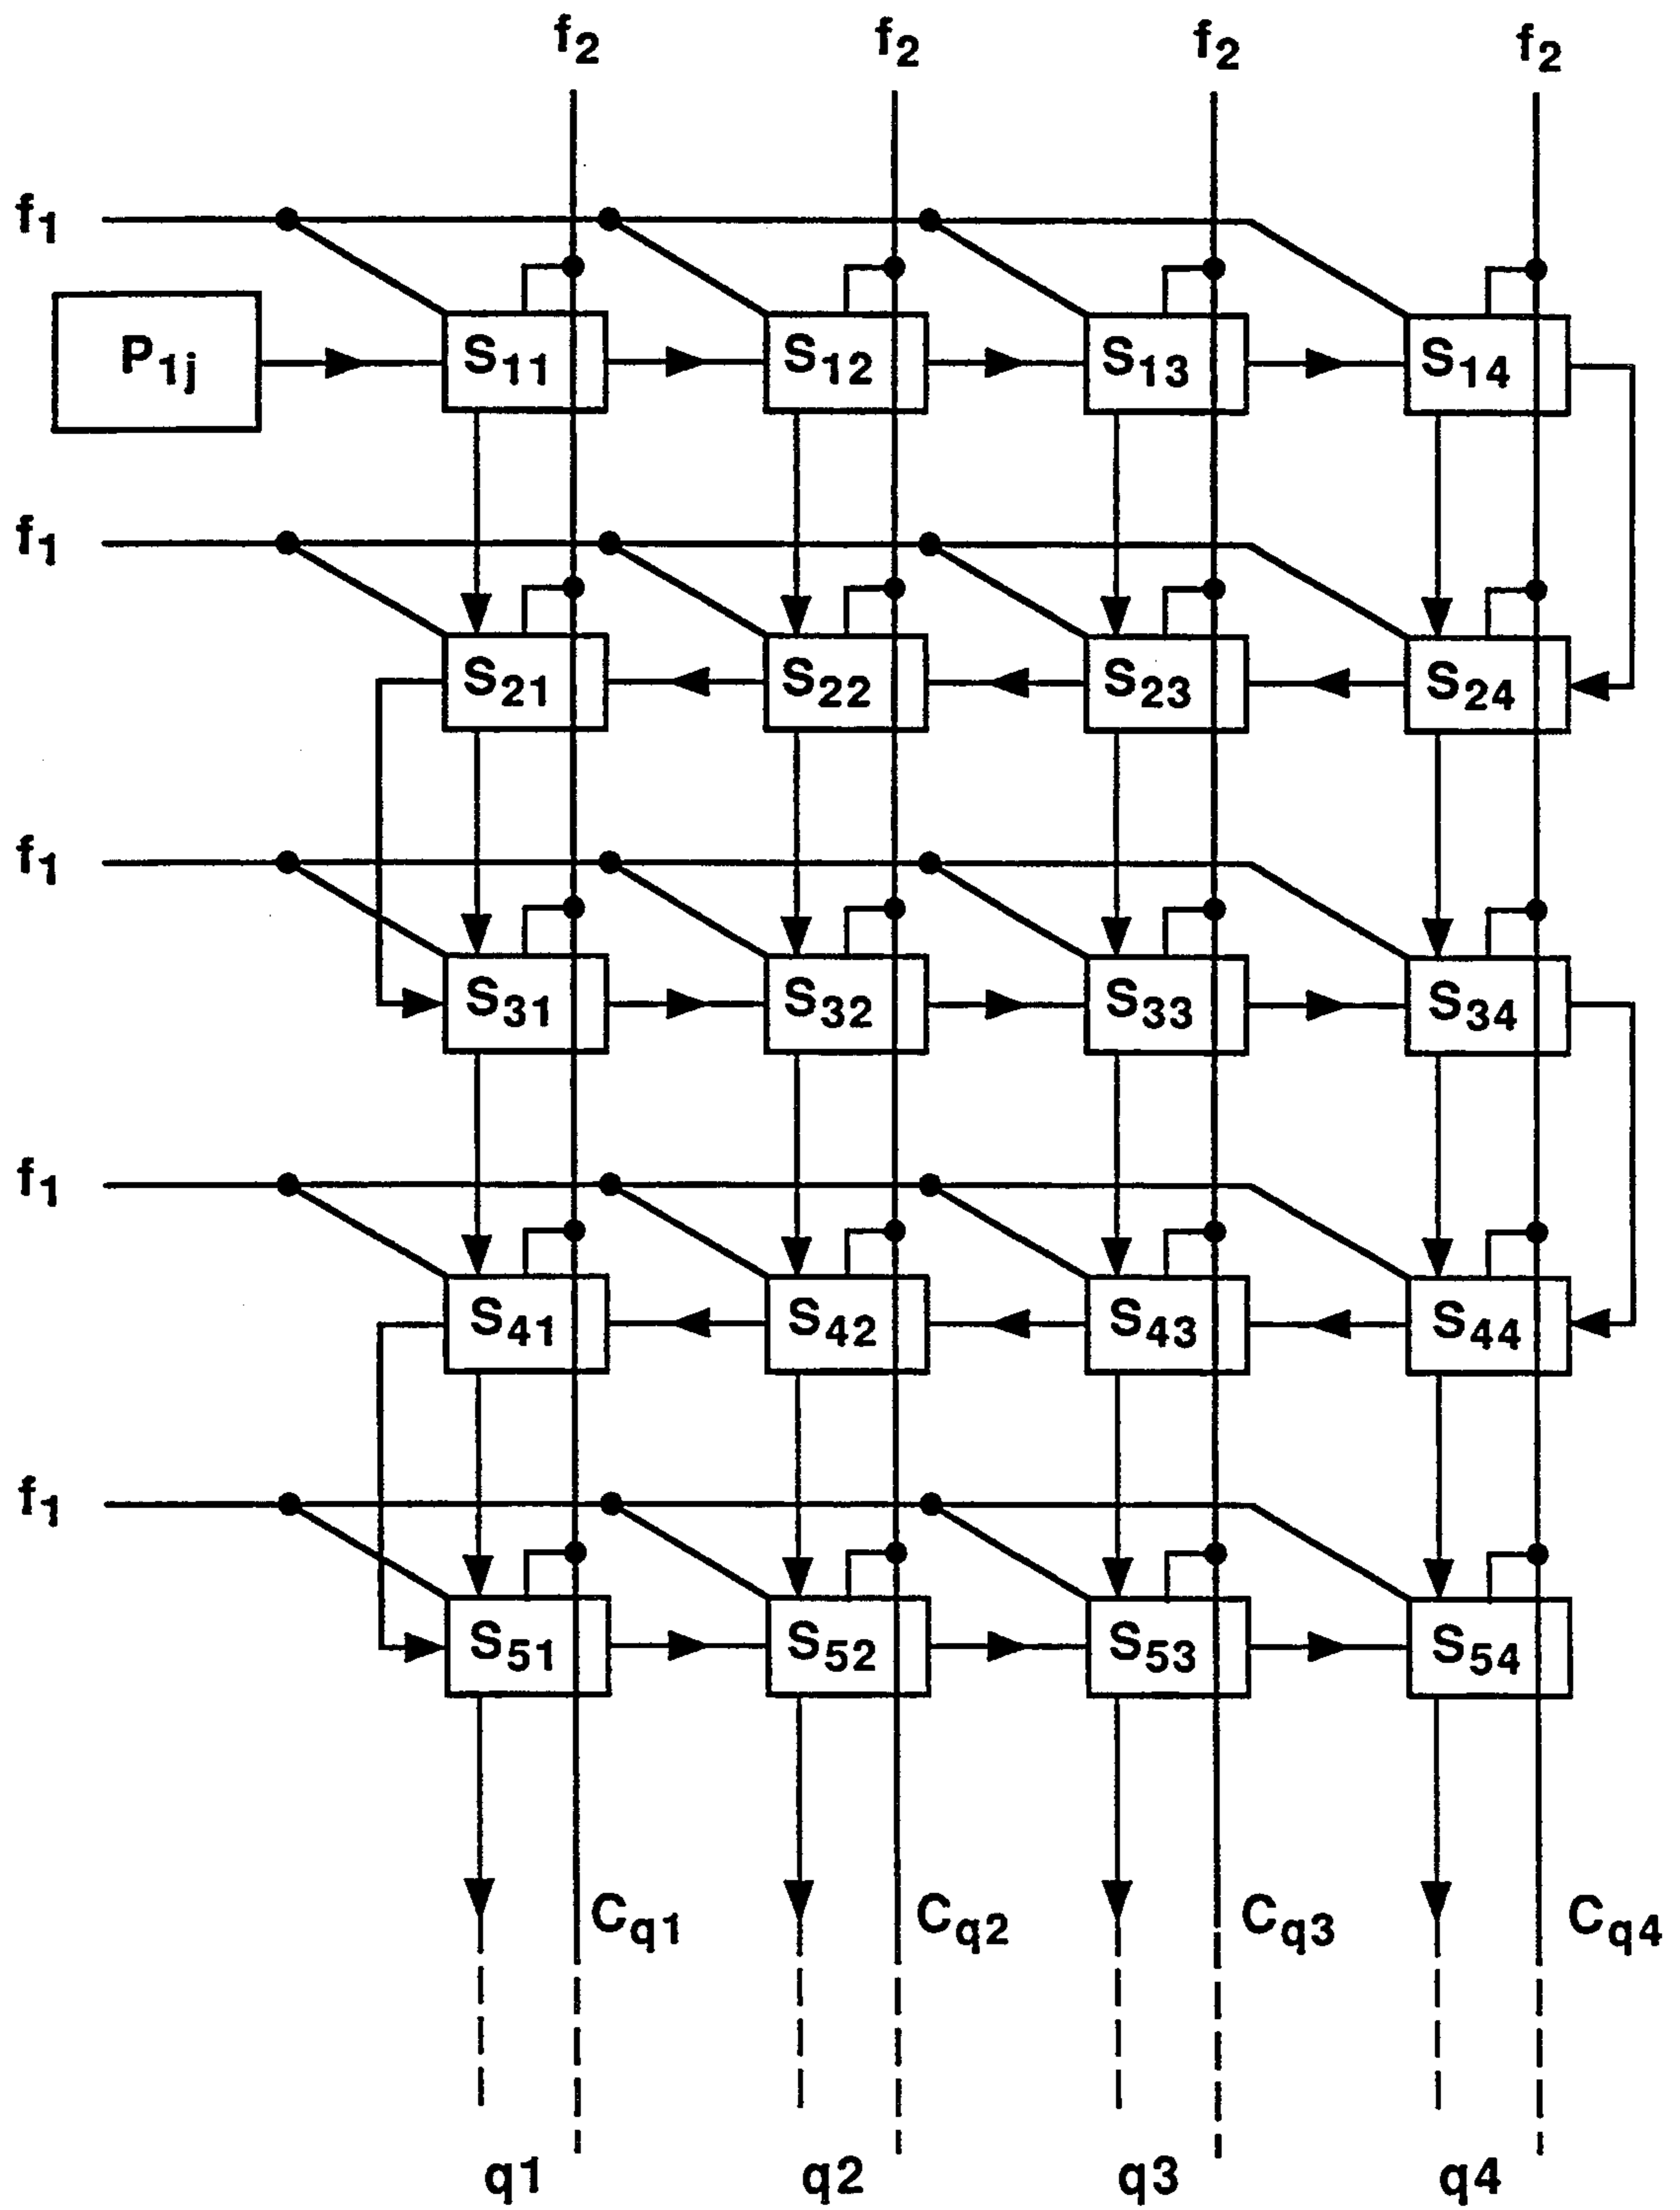 f₂ f₂ f₂ f₂
f₁
P₁ⱼ S₁₁ S₁₂ S₁₃ S₁₄
f₁
S₂₁ S₂₂ S₂₃ S₂₄
f₁
S₃₁ S₃₂ S₃₃ S₃₄
f₁
S₄₁ S₄₂ S₄₃ S₄₄
f₁
S₅₁ S₅₂ S₅₃ S₅₄
Cq1 Cq2 Cq3 Cq4
q1 q2 q3 q4